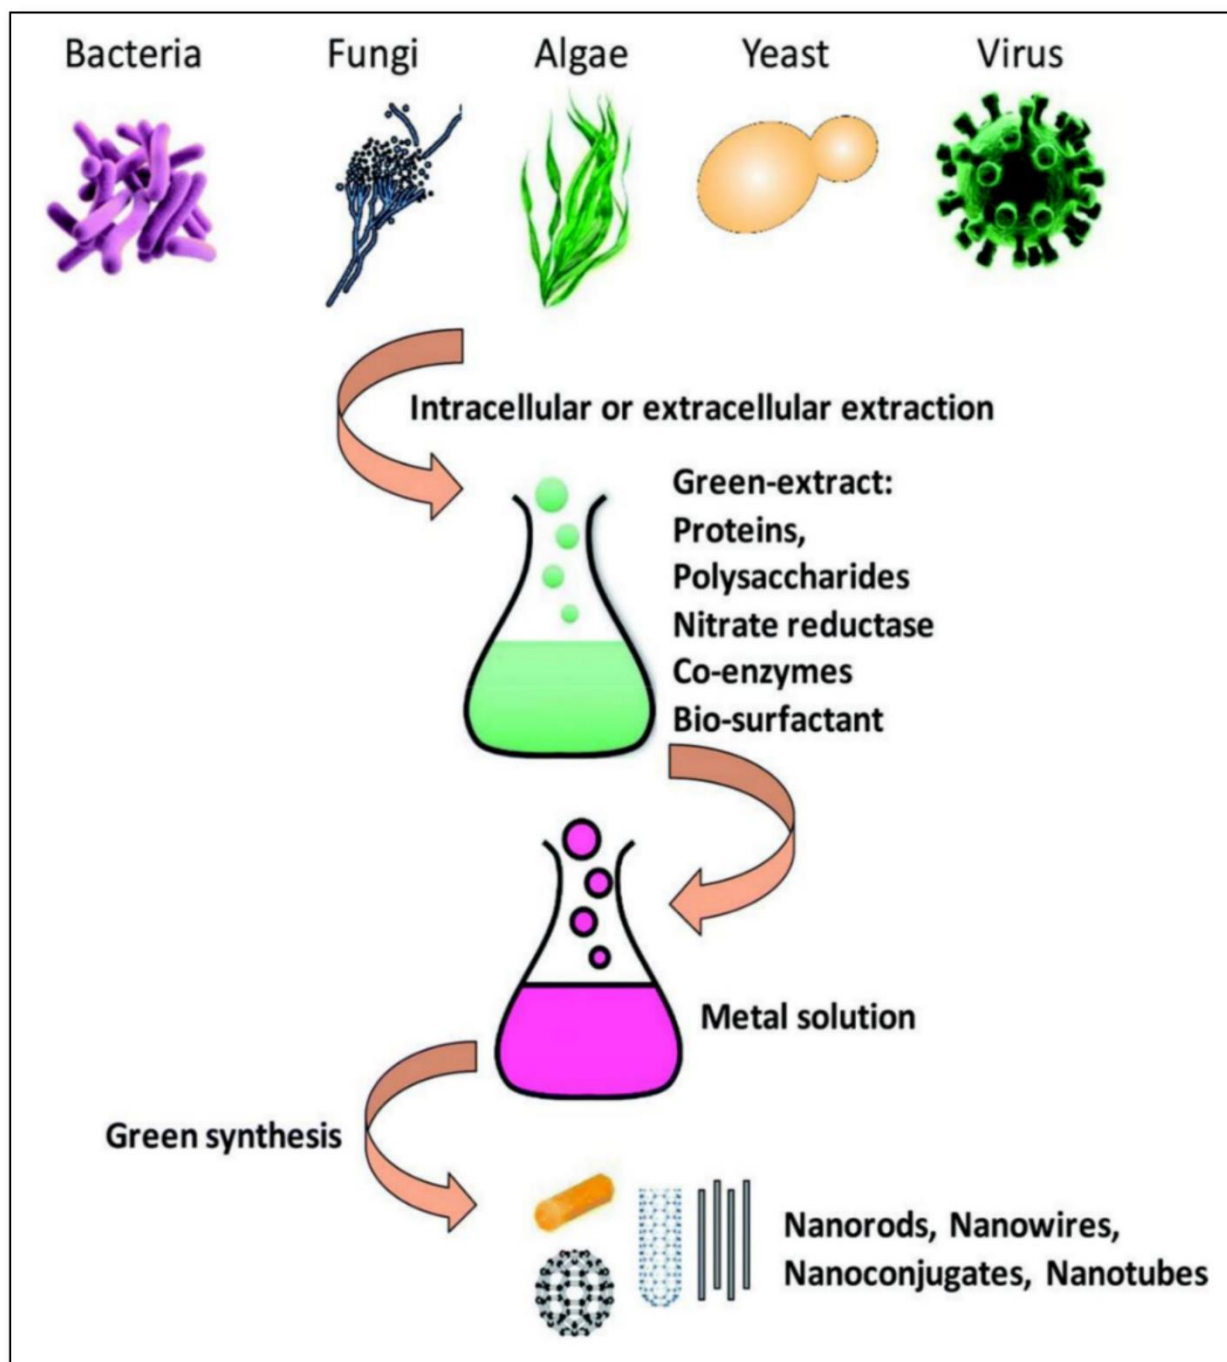 Bacteria Fungi Algae Yeast Virus
Intracellular or extracellular extraction
Green-extract:
Proteins,
Polysaccharides
Nitrate reductase
Co-enzymes
Bio-surfactant
Metal solution
Green synthesis
Nanorods, Nanowires,
Nanoconjugates, Nanotubes